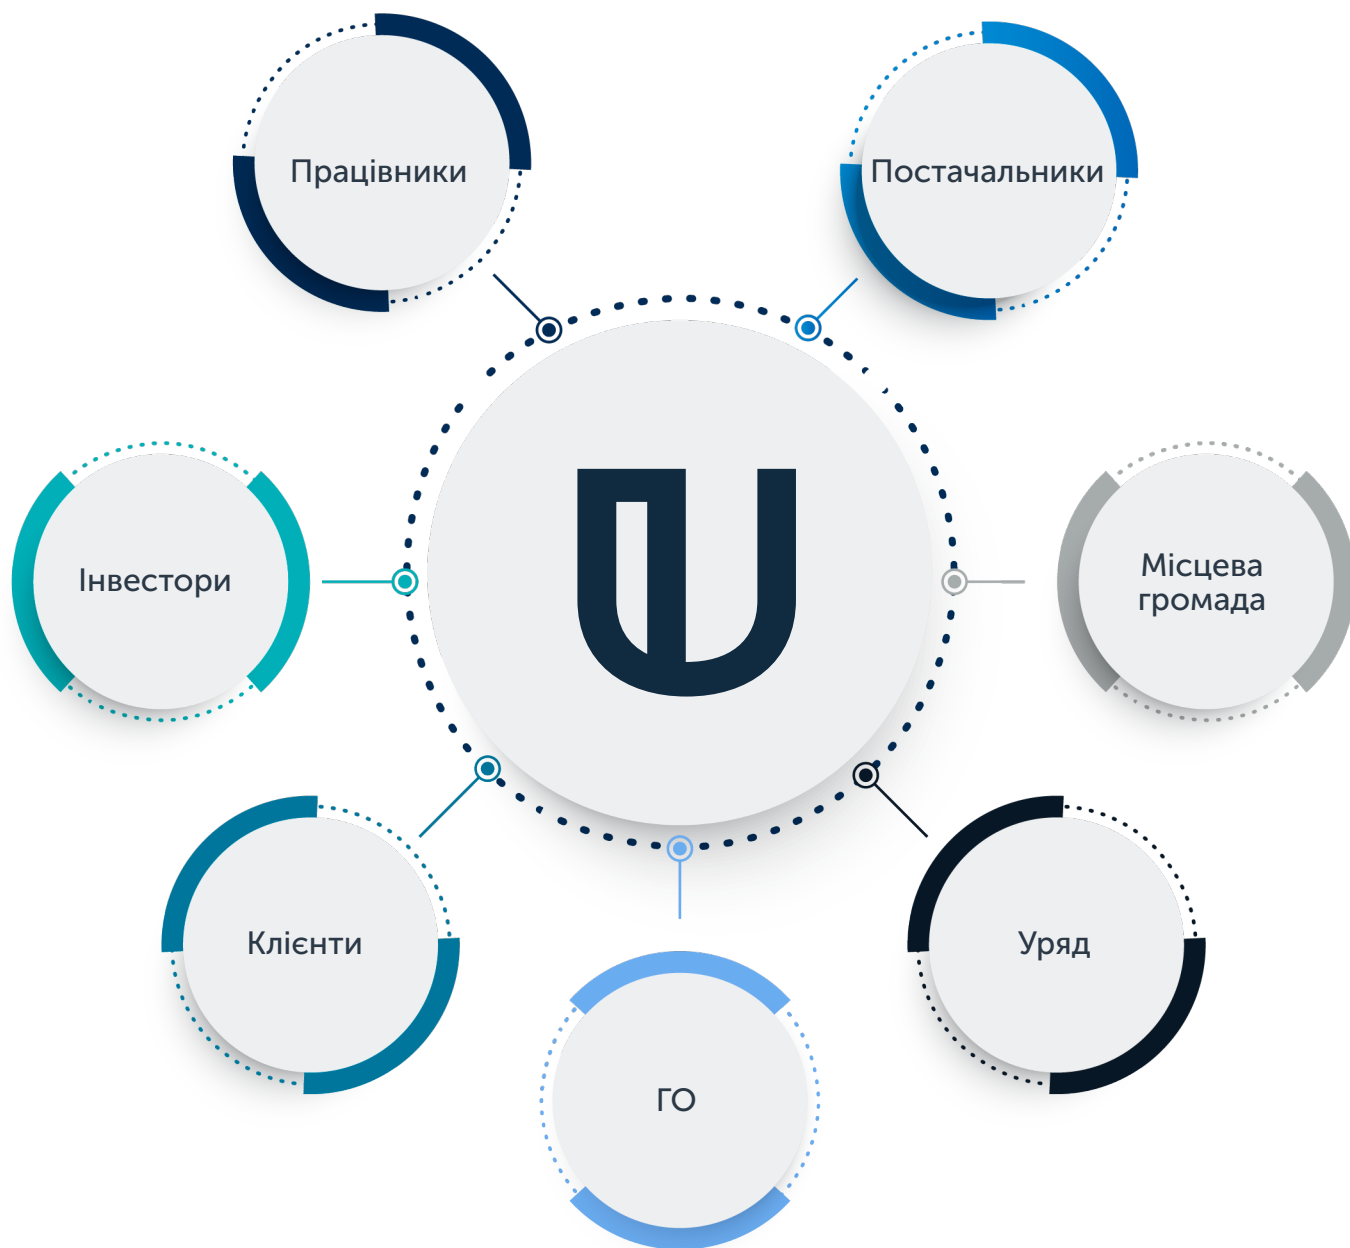 Працівники
Постачальники
Інвестори
Місцева
громада
Клієнти
Уряд
ГО